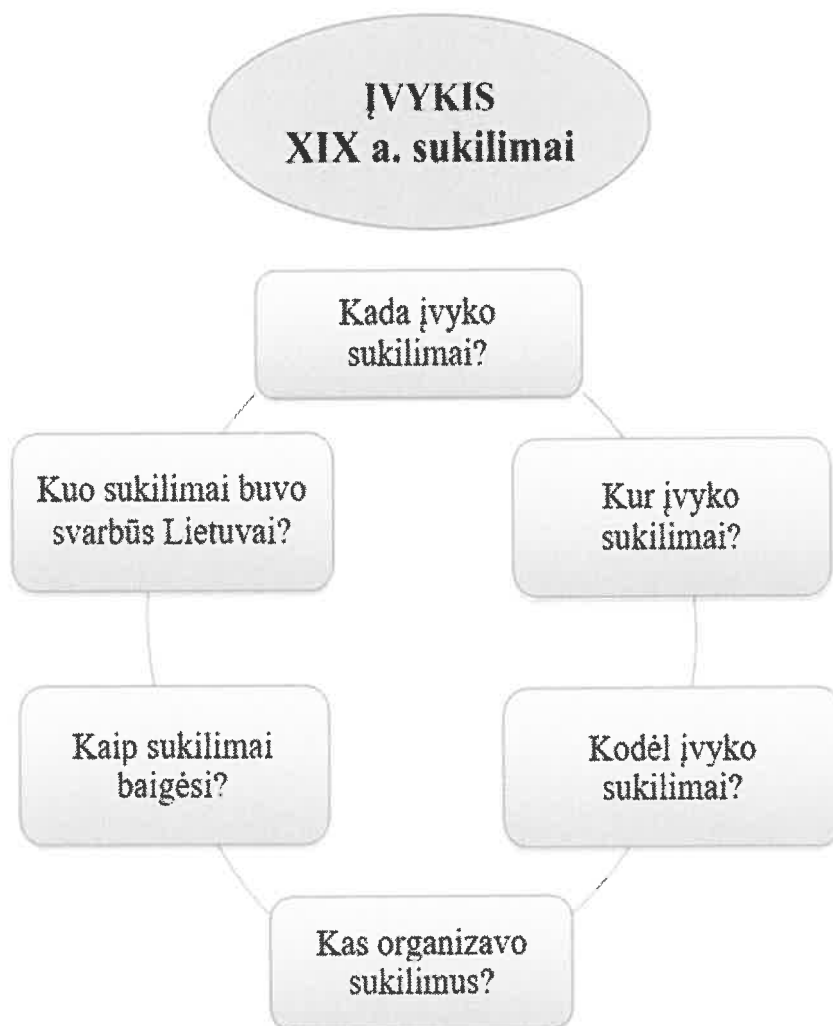 ĮVYKIS
XIX a. sukilimai
Kada įvyko
sukilimai?
Kur įvyko
sukilimai?
Kodėl įvyko
sukilimai?
Kas organizavo
sukilimus?
Kaip sukilimai
baigėsi?
Kuo sukilimai buvo
svarbūs Lietuvai?